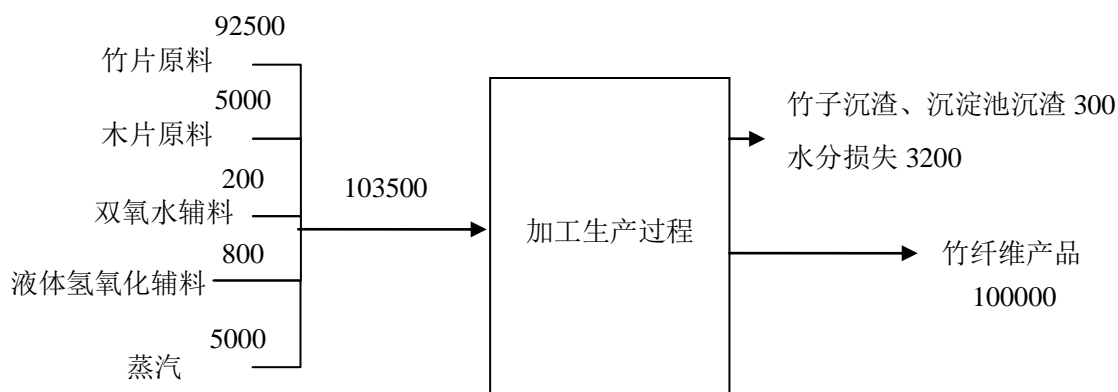 92500
竹片原料
5000
木片原料
200
双氧水辅料
800
液体氢氧化辅料
5000
蒸汽
103500
加工生产过程
竹子沉渣、沉淀池沉渣 300
水分损失 3200
竹纤维产品
100000